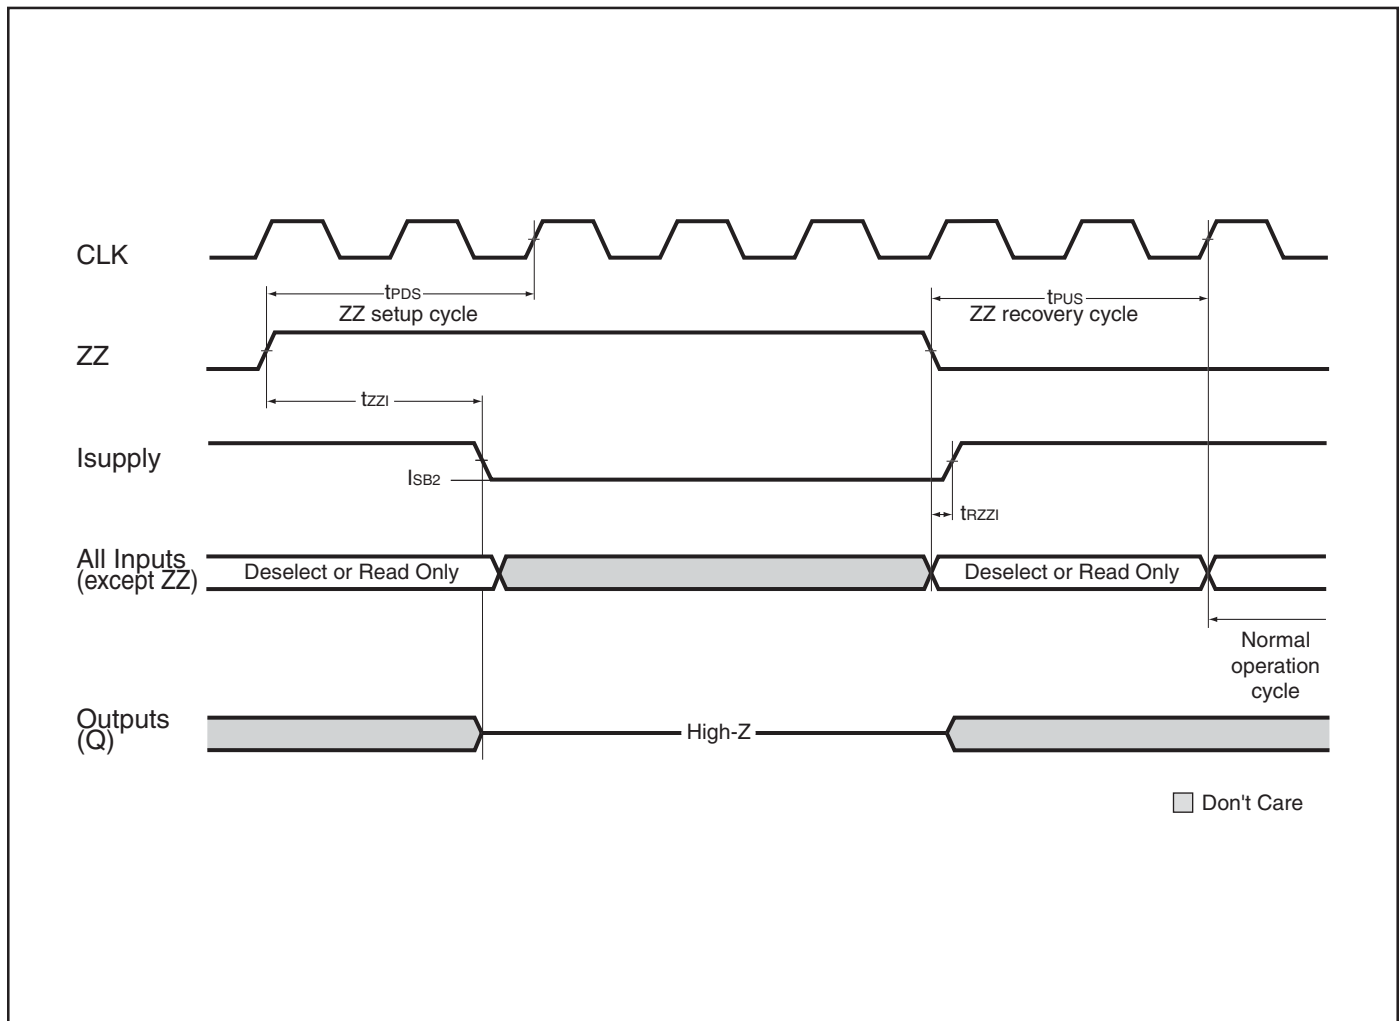 CLK
tPDS
ZZ setup cycle
tPUS
ZZ recovery cycle
ZZ
tZZI
Isupply
ISB2
tRZZI
All Inputs
(except ZZ)
Deselect or Read Only
Deselect or Read Only
Normal
operation
cycle
Outputs
(Q)
High-Z
Don't Care